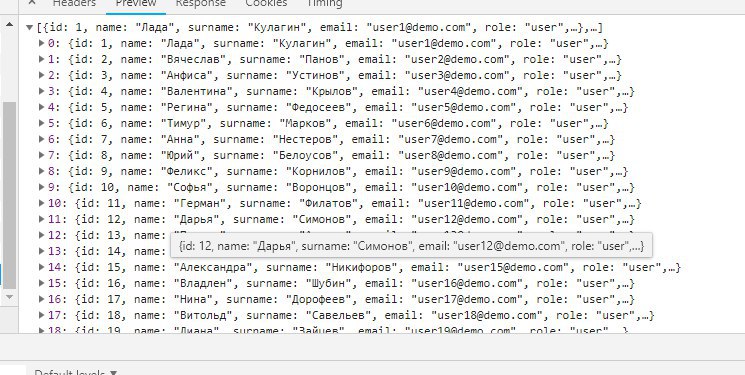 Headers Preview Response Cookies Timing
▼[{id: 1, name: "Лада", surname: "Кулагин", email: "user1@demo.com", role: "user",…},…]
▶0: {id: 1, name: "Лада", surname: "Кулагин", email: "user1@demo.com", role: "user",…}
▶1: {id: 2, name: "Вячеслав", surname: "Панов", email: "user2@demo.com", role: "user",…}
▶2: {id: 3, name: "Анфиса", surname: "Устинов", email: "user3@demo.com", role: "user",…}
▶3: {id: 4, name: "Валентина", surname: "Крылов", email: "user4@demo.com", role: "user",…}
▶4: {id: 5, name: "Регина", surname: "Федосеев", email: "user5@demo.com", role: "user",…}
▶5: {id: 6, name: "Тимур", surname: "Марков", email: "user6@demo.com", role: "user",…}
▶6: {id: 7, name: "Анна", surname: "Нестеров", email: "user7@demo.com", role: "user",…}
▶7: {id: 8, name: "Юрий", surname: "Белоусов", email: "user8@demo.com", role: "user",…}
▶8: {id: 9, name: "Феликс", surname: "Корнилов", email: "user9@demo.com", role: "user",…}
▶9: {id: 10, name: "Софья", surname: "Воронцов", email: "user10@demo.com", role: "user",…}
▶10: {id: 11, name: "Герман", surname: "Филатов", email: "user11@demo.com", role: "user",…}
▶11: {id: 12, name: "Дарья", surname: "Симонов", email: "user12@demo.com", role: "user",…}
▶12: {id: 13,
▶13: {id: 14,
{id: 12, name: "Дарья", surname: "Симонов", email: "user12@demo.com", role: "user",…}
▶14: {id: 15, name: "Александра", surname: "Никифоров", email: "user15@demo.com", role: "user",…}
▶15: {id: 16, name: "Владлен", surname: "Шубин", email: "user16@demo.com", role: "user",…}
▶16: {id: 17, name: "Нина", surname: "Дорофеев", email: "user17@demo.com", role: "user",…}
▶17: {id: 18, name: "Витольд", surname: "Савельев", email: "user18@demo.com", role: "user",…}
▶18: {id: 19, name: "Диана", surname: "Зайцев", email: "user19@demo.com", role: "user",…}
Default levels ▼